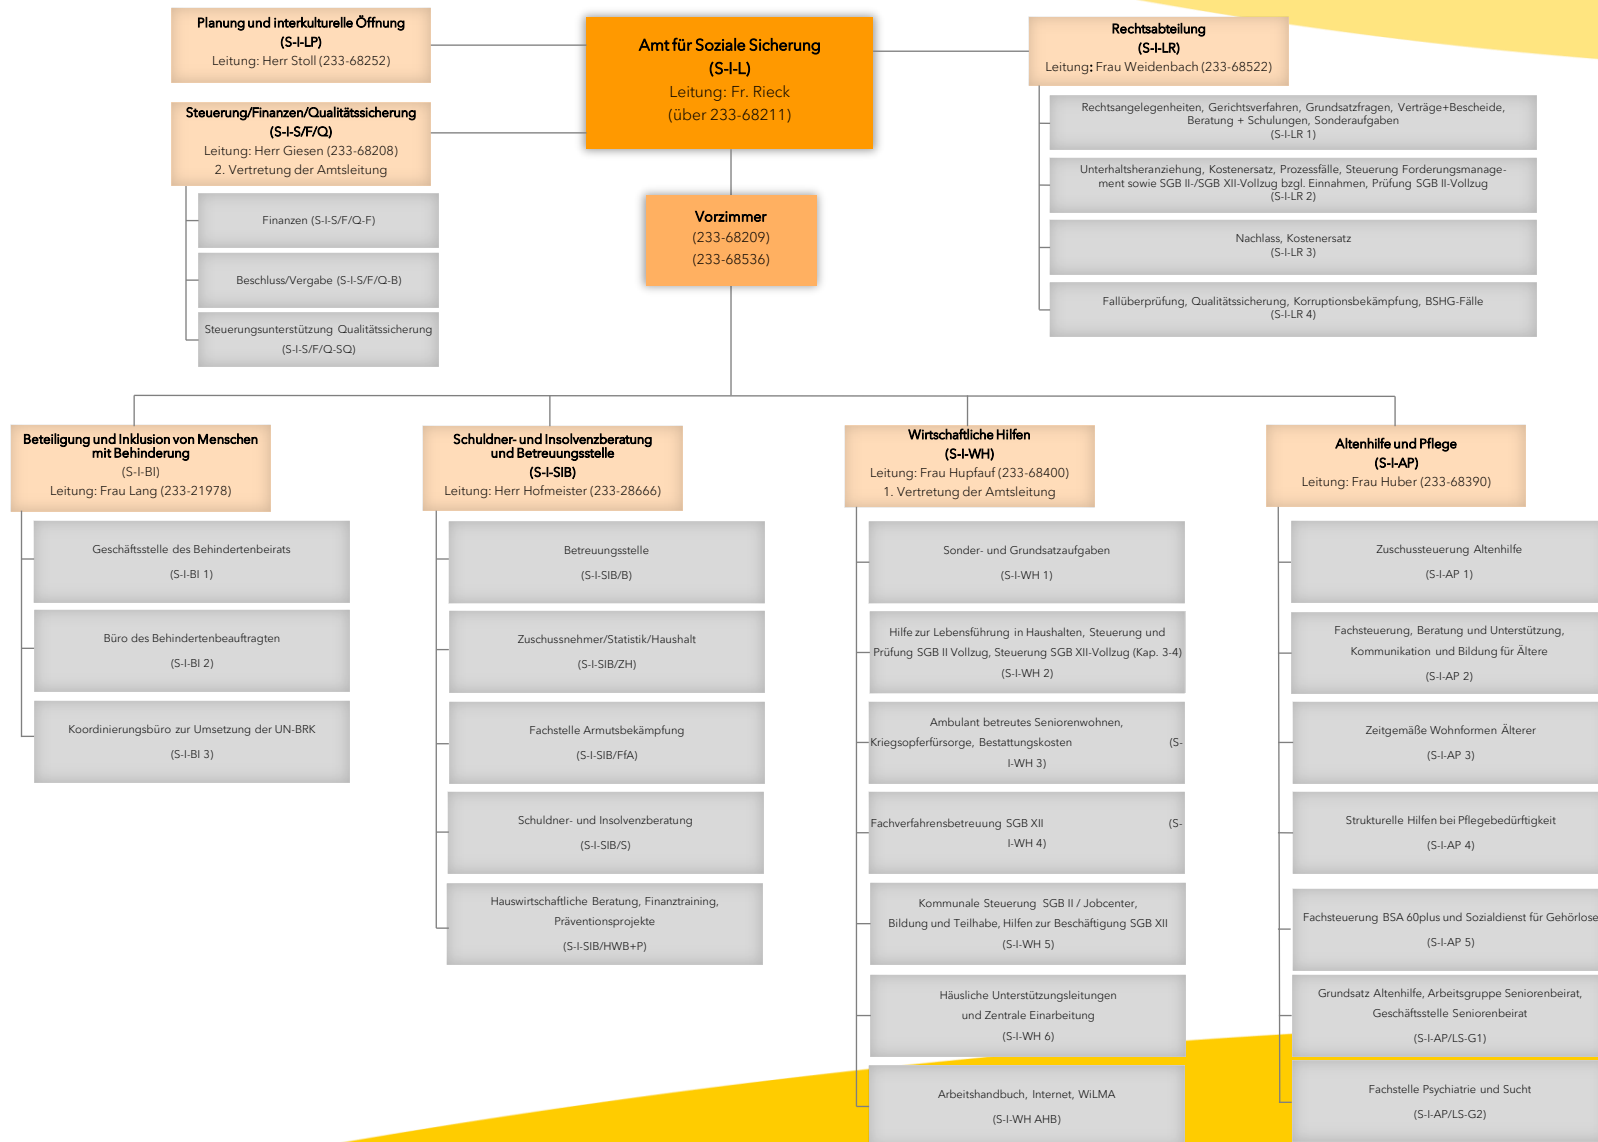 Planung und interkulturelle Öffnung
(S-I-LP)
Leitung: Herr Stoll (233-68252)
Amt für Soziale Sicherung
(S-I-L)
Leitung: Fr. Rieck
(über 233-68211)
Rechtsabteilung
(S-I-LR)
Leitung: Frau Weidenbach (233-68522)
Steuerung/Finanzen/Qualitätssicherung
(S-I-S/F/Q)
Leitung: Herr Giesen (233-68208)
2. Vertretung der Amtsleitung
Finanzen (S-I-S/F/Q-F)
Beschluss/Vergabe (S-I-S/F/Q-B)
Steuerungsunterstützung Qualitätssicherung
(S-I-S/F/Q-SQ)
Vorzimmer
(233-68209)
(233-68536)
Rechtsangelegenheiten, Gerichtsverfahren, Grundsatzfragen, Verträge+Bescheide,
Beratung + Schulungen, Sonderaufgaben
(S-I-LR 1)
Unterhaltsheranziehung, Kostenersatz, Prozessfälle, Steuerung Forderungsmanage-
ment sowie SGB II-/SGB XII-Vollzug bzgl. Einnahmen, Prüfung SGB II-Vollzug
(S-I-LR 2)
Nachlass, Kostenersatz
(S-I-LR 3)
Fallüberprüfung, Qualitätssicherung, Korruptionsbekämpfung, BSHG-Fälle
(S-I-LR 4)
Beteiligung und Inklusion von Menschen
mit Behinderung
(S-I-BI)
Leitung: Frau Lang (233-21978)
Geschäftsstelle des Behindertenbeirats
(S-I-BI 1)
Büro des Behindertenbeauftragten
(S-I-BI 2)
Koordinierungsbüro zur Umsetzung der UN-BRK
(S-I-BI 3)
Schuldner- und Insolvenzberatung
und Betreuungsstelle
(S-I-SIB)
Leitung: Herr Hofmeister (233-28666)
Betreuungsstelle
(S-I-SIB/B)
Zuschussnehmer/Statistik/Haushalt
(S-I-SIB/ZH)
Fachstelle Armutsbekämpfung
(S-I-SIB/FfA)
Schuldner- und Insolvenzberatung
(S-I-SIB/S)
Hauswirtschaftliche Beratung, Finanztraining,
Präventionsprojekte
(S-I-SIB/HWB+P)
Wirtschaftliche Hilfen
(S-I-WH)
Leitung: Frau Hupfauf (233-68400)
1. Vertretung der Amtsleitung
Sonder- und Grundsatzaufgaben
(S-I-WH 1)
Hilfe zur Lebensführung in Haushalten, Steuerung und
Prüfung SGB II Vollzug, Steuerung SGB XII-Vollzug (Kap. 3-4)
(S-I-WH 2)
Ambulant betreutes Seniorenwohnen,
Kriegsopferfürsorge, Bestattungskosten (S-
I-WH 3)
Fachverfahrensbetreuung SGB XII (S-
I-WH 4)
Kommunale Steuerung SGB II / Jobcenter,
Bildung und Teilhabe, Hilfen zur Beschäftigung SGB XII
(S-I-WH 5)
Häusliche Unterstützungsleitungen
und Zentrale Einarbeitung
(S-I-WH 6)
Arbeitshandbuch, Internet, WiLMA
(S-I-WH AHB)
Altenhilfe und Pflege
(S-I-AP)
Leitung: Frau Huber (233-68390)
Zuschussteuerung Altenhilfe
(S-I-AP 1)
Fachsteuerung, Beratung und Unterstützung,
Kommunikation und Bildung für Ältere
(S-I-AP 2)
Zeitgemäße Wohnformen Älterer
(S-I-AP 3)
Strukturelle Hilfen bei Pflegebedürftigkeit
(S-I-AP 4)
Fachsteuerung BSA 60plus und Sozialdienst für Gehörlose
(S-I-AP 5)
Grundsatz Altenhilfe, Arbeitsgruppe Seniorenbeirat,
Geschäftsstelle Seniorenbeirat
(S-I-AP/LS-G1)
Fachstelle Psychiatrie und Sucht
(S-I-AP/LS-G2)